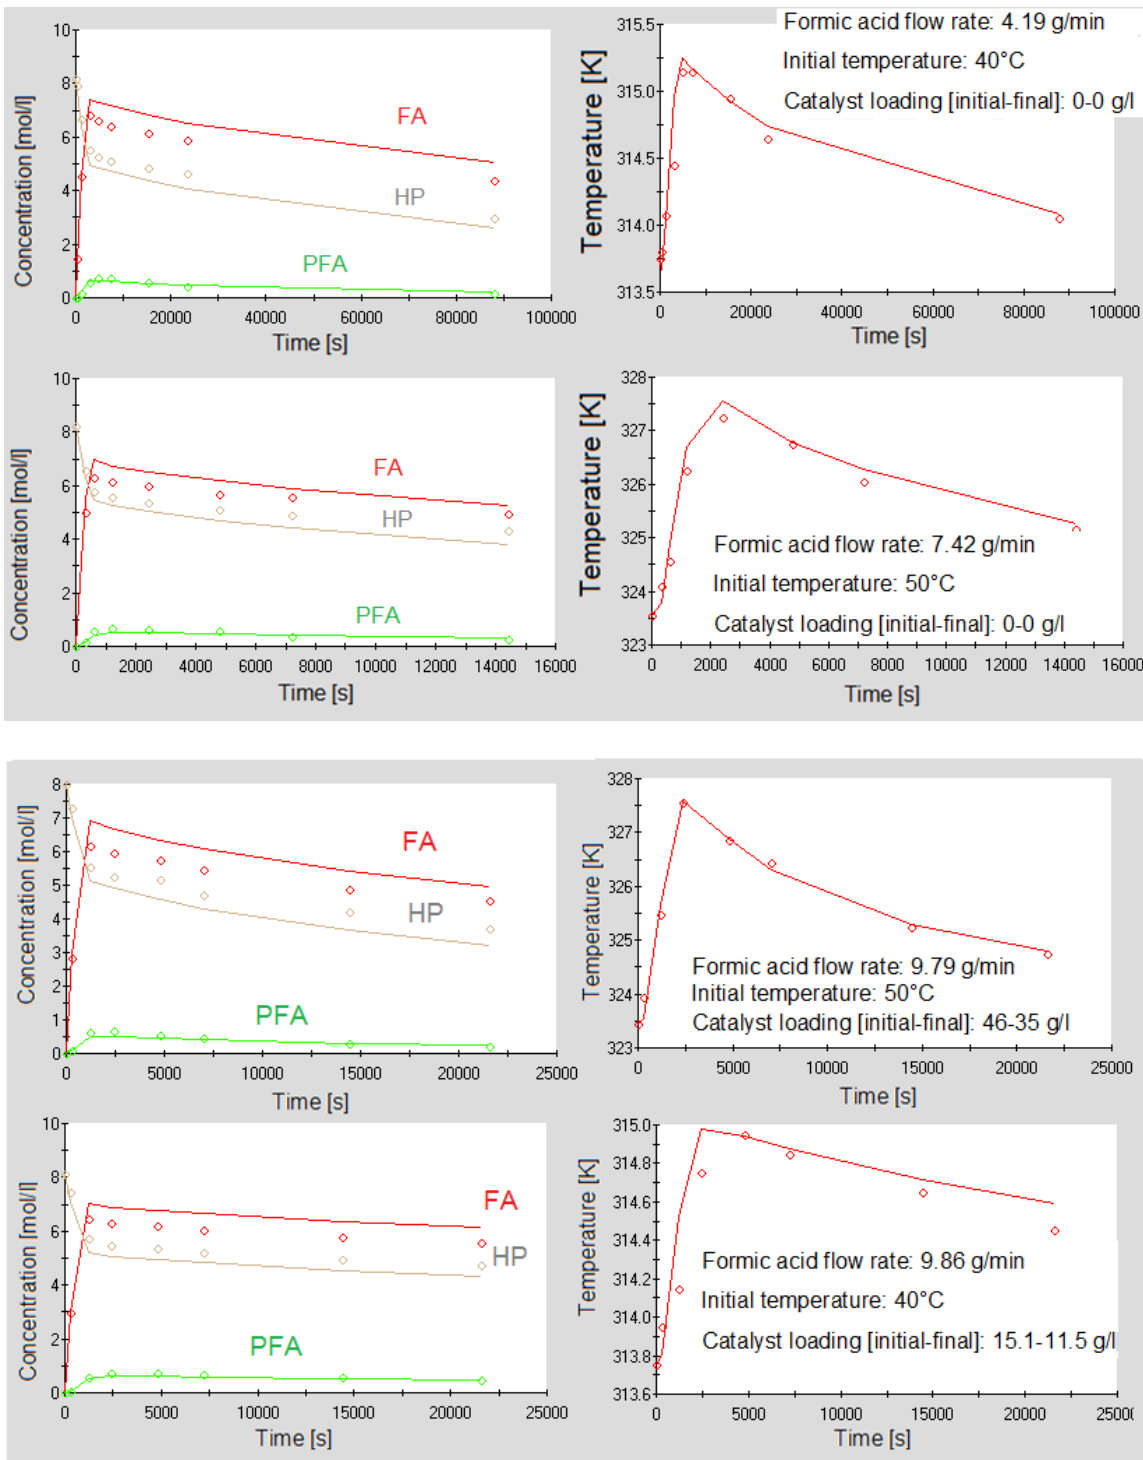 Concentration [mol/l]
10
8
6
4
2
0
FA
HP
PFA
0 20000 40000 60000 80000 100000
Time [s]
Temperature [K]
315.5
315.0
314.5
314.0
313.5
Formic acid flow rate: 4.19 g/min
Initial temperature: 40°C
Catalyst loading [initial-final]: 0-0 g/l
0 20000 40000 60000 80000 100000
Time [s]
Concentration [mol/l]
10
8
6
4
2
0
FA
HP
PFA
0 2000 4000 6000 8000 10000 12000 14000 16000
Time [s]
Temperature [K]
328
327
326
325
324
323
Formic acid flow rate: 7.42 g/min
Initial temperature: 50°C
Catalyst loading [initial-final]: 0-0 g/l
0 2000 4000 6000 8000 10000 12000 14000 16000
Time [s]
Concentration [mol/l]
8
7
6
5
4
3
2
1
0
FA
HP
PFA
0 5000 10000 15000 20000 25000
Time [s]
Temperature [K]
328
327
326
325
324
323
Formic acid flow rate: 9.79 g/min
Initial temperature: 50°C
Catalyst loading [initial-final]: 46-35 g/l
0 5000 10000 15000 20000 25000
Time [s]
Concentration [mol/l]
10
8
6
4
2
0
FA
HP
PFA
0 5000 10000 15000 20000 25000
Time [s]
Temperature [K]
315.0
314.8
314.6
314.4
314.2
314.0
313.8
313.6
Formic acid flow rate: 9.86 g/min
Initial temperature: 40°C
Catalyst loading [initial-final]: 15.1-11.5 g/l
0 5000 10000 15000 20000 25000
Time [s]